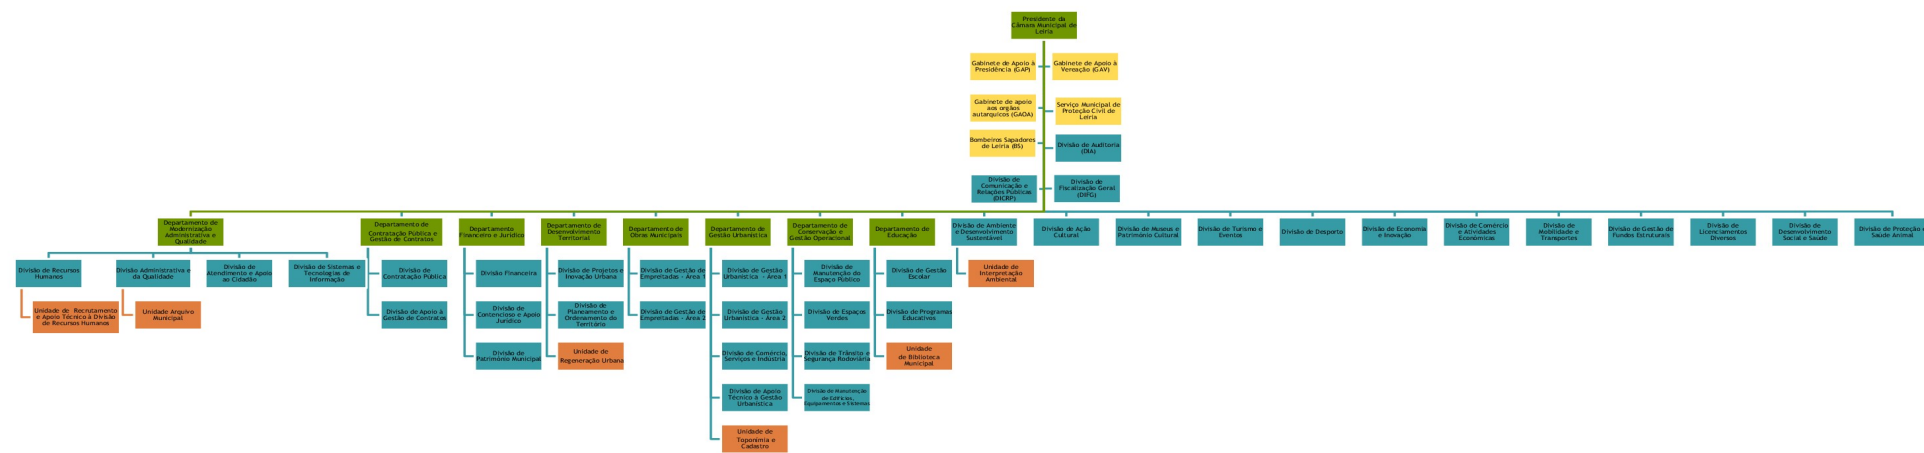 Presidente da
Câmara Municipal de
Leiria
Gabinete de Apoio à
Presidência (GAP)
Gabinete de Apoio à
Vereação (GAV)
Gabinete de apoio
aos orgãos
autarquicos (GAOA)
Serviço Municipal de
Proteção Civil de
Leiria
Bombeiros Sapadores
de Leiria (BS)
Divisão de Auditoria
(DIA)
Divisão de
Comunicação e
Relações Públicas
(DICRP)
Divisão de
Fiscalização Geral
(DIFG)
Departamento de
Modernização
Administrativa e
Qualidade
Departamento de
Contratação Pública e
Gestão de Contratos
Departamento
Financeiro e Jurídico
Departamento de
Desenvolvimento
Territorial
Departamento de
Obras Municipais
Departamento de
Gestão Urbanística
Departamento de
Conservação e
Gestão Operacional
Departamento de
Educação
Divisão de Ambiente
e Desenvolvimento
Sustentável
Divisão de Ação
Cultural
Divisão de Museus e
Património Cultural
Divisão de Turismo e
Eventos
Divisão de Desporto
Divisão de Economia
e Inovação
Divisão de Comércio
e Atividades
Económicas
Divisão de
Mobilidade e
Transportes
Divisão de Gestão de
Fundos Estruturais
Divisão de
Licenciamentos
Diversos
Divisão de
Desenvolvimento
Social e Saúde
Divisão de Proteção e
Saúde Animal
Divisão de Recursos
Humanos
Divisão Administrativa e
da Qualidade
Divisão de
Atendimento e Apoio
ao Cidadão
Divisão de Sistemas e
Tecnologias de
Informação
Divisão de
Contratação Pública
Divisão Financeira
Divisão de Projetos e
Inovação Urbana
Divisão de Gestão de
Empreitadas - Área 1
Divisão de Gestão
Urbanística - Área 1
Divisão de
Manutenção do
Espaço Público
Divisão de Gestão
Escolar
Unidade de
Interpretação
Ambiental
Unidade de Recrutamento
e Apoio Técnico à Divisão
de Recursos Humanos
Unidade Arquivo
Municipal
Divisão de Apoio à
Gestão de Contratos
Divisão de
Contencioso e Apoio
Jurídico
Divisão de
Planeamento e
Ordenamento do
Território
Divisão de Gestão de
Empreitadas - Área 2
Divisão de Gestão
Urbanística - Área 2
Divisão de Espaços
Verdes
Divisão de Programas
Educativos
Divisão de
Património Municipal
Unidade de
Regeneração Urbana
Divisão de Comércio,
Serviços e Indústria
Divisão de Trânsito e
Segurança Rodoviária
Unidade
de Biblioteca
Municipal
Divisão de Apoio
Técnico à Gestão
Urbanística
Divisão de Manutenção
de Edifícios,
Equipamentos e Sistemas
Unidade de
Toponímia e
Cadastro